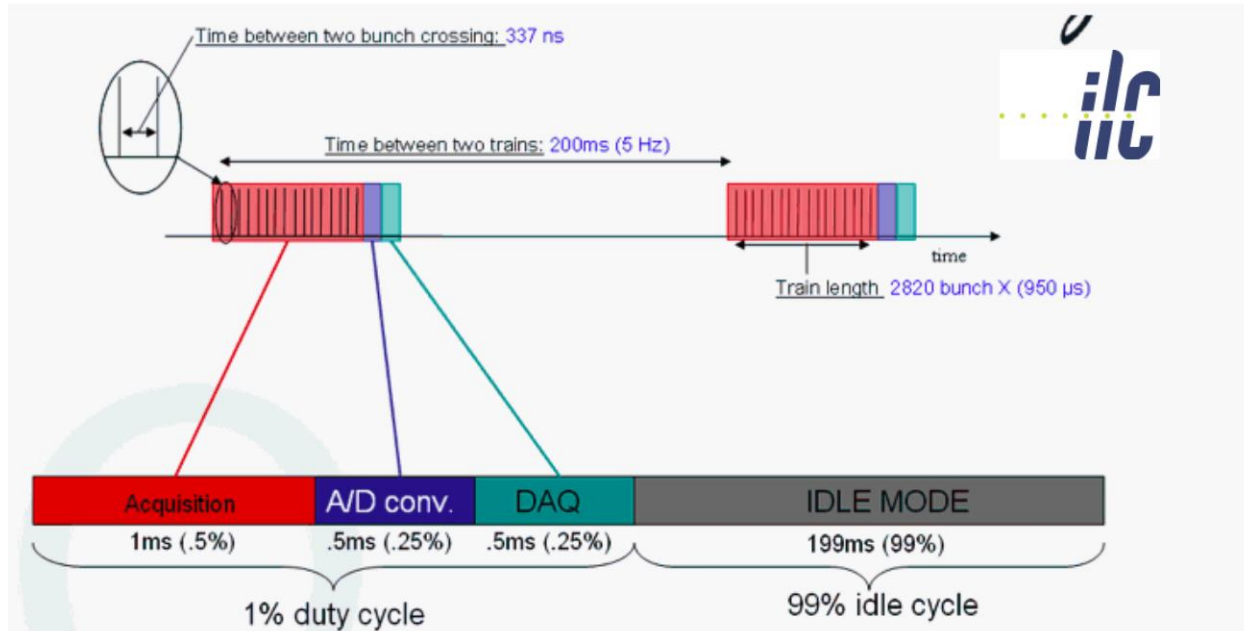 Time between two bunch crossing: 337 ns
ilc
Time between two trains: 200ms (5 Hz)
time
Train length 2820 bunch X (950 µs)
Acquisition A/D conv. DAQ IDLE MODE
1ms (.5%) .5ms (.25%) .5ms (.25%) 199ms (99%)
1% duty cycle 99% idle cycle